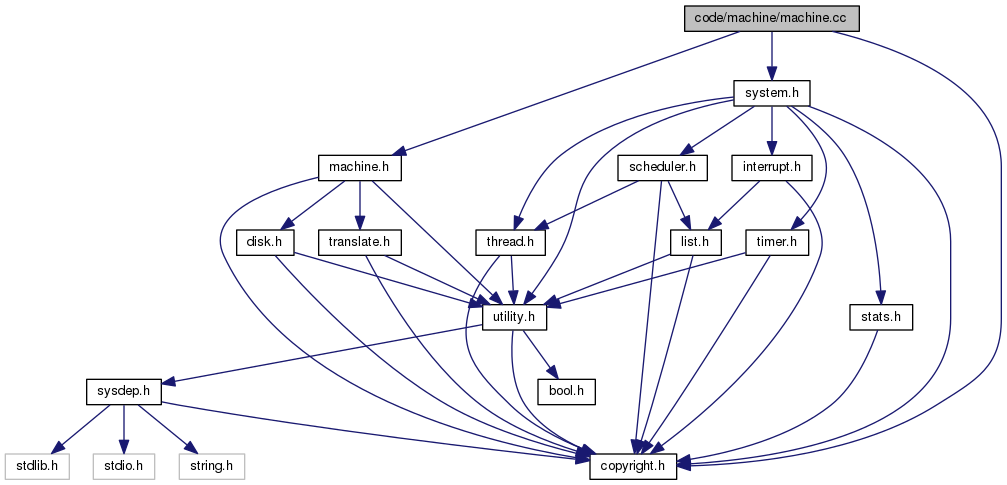 code/machine/machine.cc
system.h
machine.h
scheduler.h
interrupt.h
disk.h
translate.h
thread.h
list.h
timer.h
utility.h
stats.h
sysdep.h
bool.h
stdlib.h
stdio.h
string.h
copyright.h